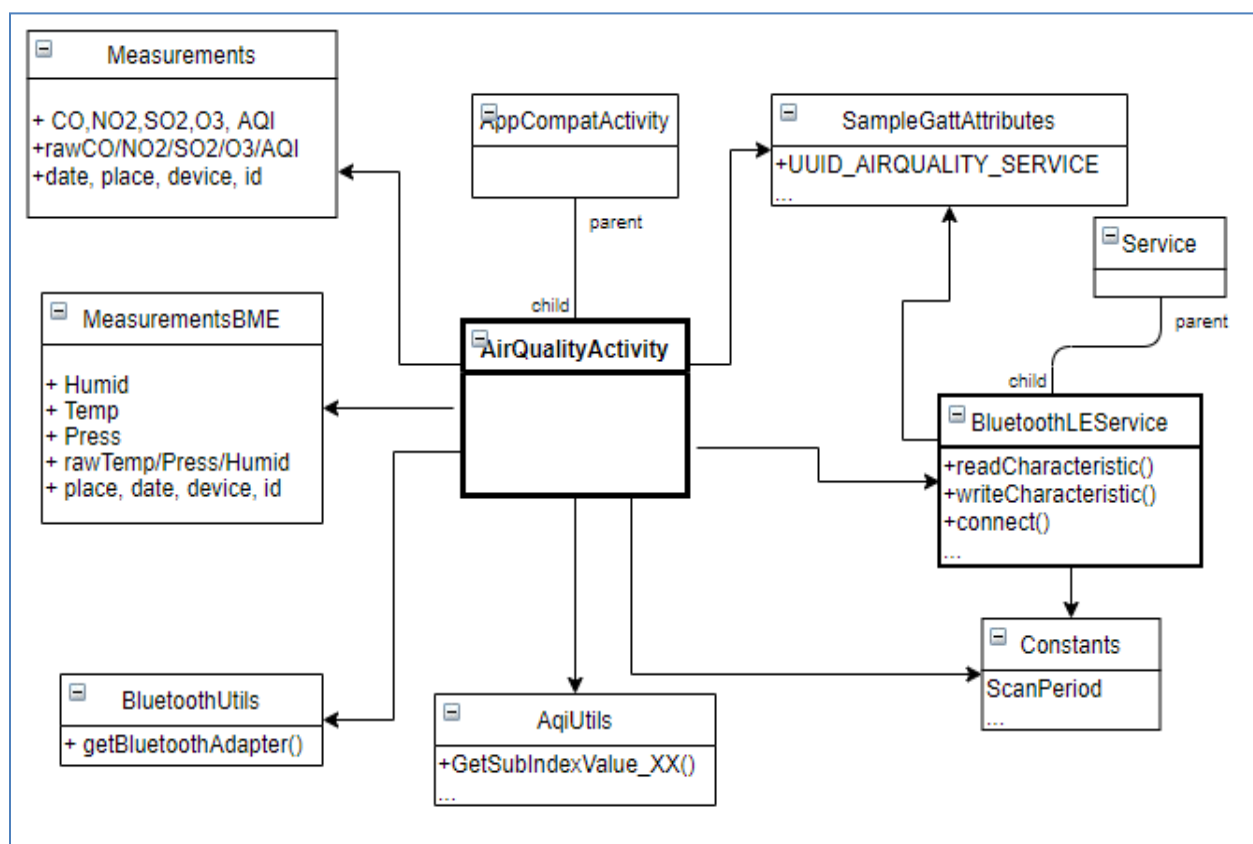 Measurements
+ CO,NO2,SO2,O3, AQI
+rawCO/NO2/SO2/O3/AQI
+date, place, device, id
AppCompatActivity
parent
child
SampleGattAttributes
+UUID_AIRQUALITY_SERVICE
...
Service
parent
child
MeasurementsBME
+ Humid
+ Temp
+ Press
+ rawTemp/Press/Humid
+ place, date, device, id
AirQualityActivity
BluetoothLEService
+readCharacteristic()
+writeCharacteristic()
+connect()
...
BluetoothUtils
+ getBluetoothAdapter()
AqiUtils
+GetSubIndexValue_XX()
...
Constants
ScanPeriod
...